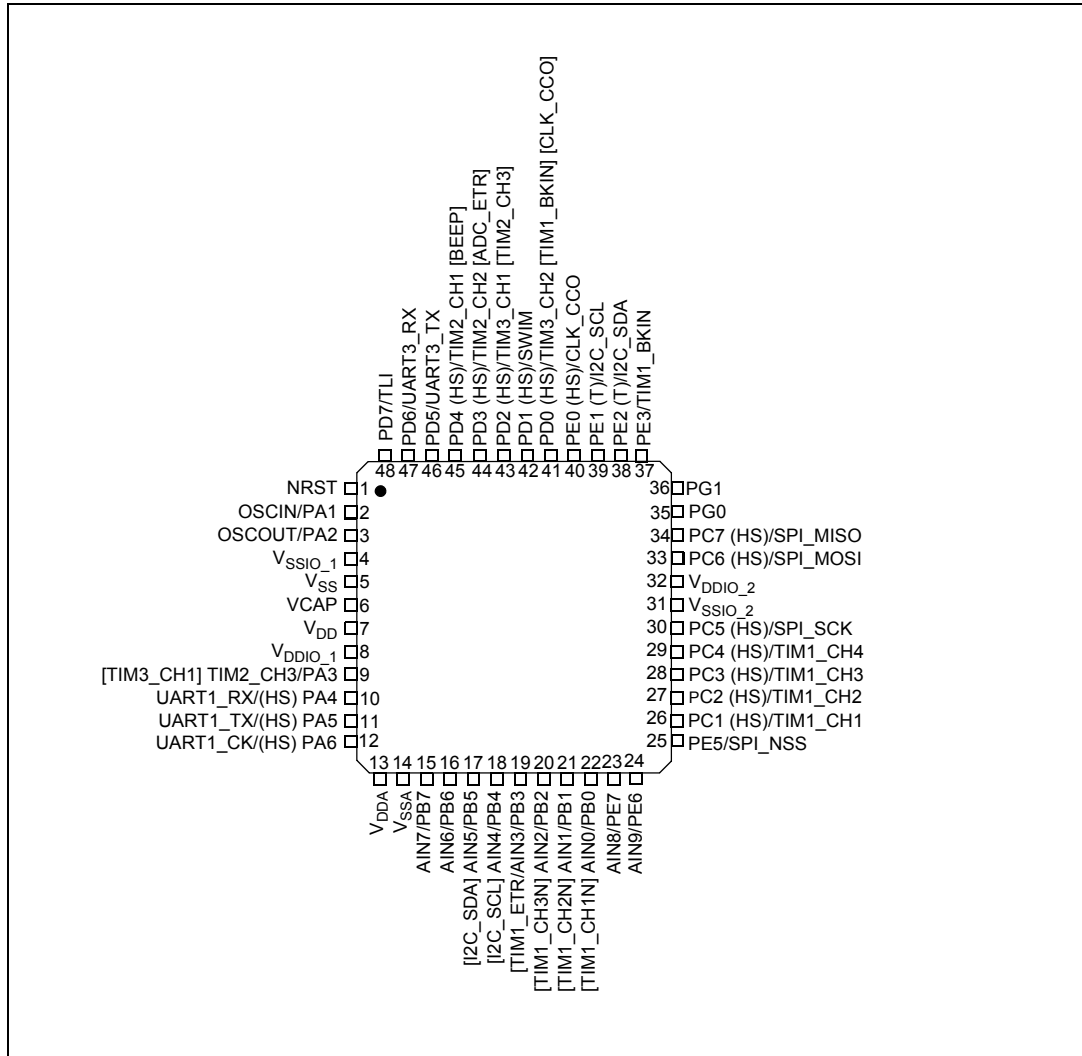 PD7/TLI
PD6/UART3_RX
PD5/UART3_TX
PD4 (HS)/TIM2_CH1 [BEEP]
PD3 (HS)/TIM2_CH2 [ADC_ETR]
PD2 (HS)/TIM3_CH1 [TIM2_CH3]
PD1 (HS)/SWIM
PD0 (HS)/TIM3_CH2 [TIM1_BKIN] [CLK_CCO]
PE0 (HS)/CLK_CCO
PE1 (T)/I2C_SCL
PE2 (T)/I2C_SDA
PE3/TIM1_BKIN
48 47 46 45 44 43 42 41 40 39 38 37
NRST 1
OSCIN/PA1 2
OSCOUT/PA2 3
VSSIO_1 4
VSS 5
VCAP 6
VDD 7
VDDIO_1 8
[TIM3_CH1] TIM2_CH3/PA3 9
UART1_RX/(HS) PA4 10
UART1_TX/(HS) PA5 11
UART1_CK/(HS) PA6 12
36 PG1
35 PG0
34 PC7 (HS)/SPI_MISO
33 PC6 (HS)/SPI_MOSI
32 VDDIO_2
31 VSSIO_2
30 PC5 (HS)/SPI_SCK
29 PC4 (HS)/TIM1_CH4
28 PC3 (HS)/TIM1_CH3
27 PC2 (HS)/TIM1_CH2
26 PC1 (HS)/TIM1_CH1
25 PE5/SPI_NSS
13 14 15 16 17 18 19 20 21 22 23 24
VDDA
VSSA
AIN7/PB7
AIN6/PB6
[I2C_SDA] AIN5/PB5
[I2C_SCL] AIN4/PB4
[TIM1_ETR/AIN3/PB3
[TIM1_CH3N] AIN2/PB2
[TIM1_CH2N] AIN1/PB1
[TIM1_CH1N] AIN0/PB0
AIN8/PE7
AIN9/PE6